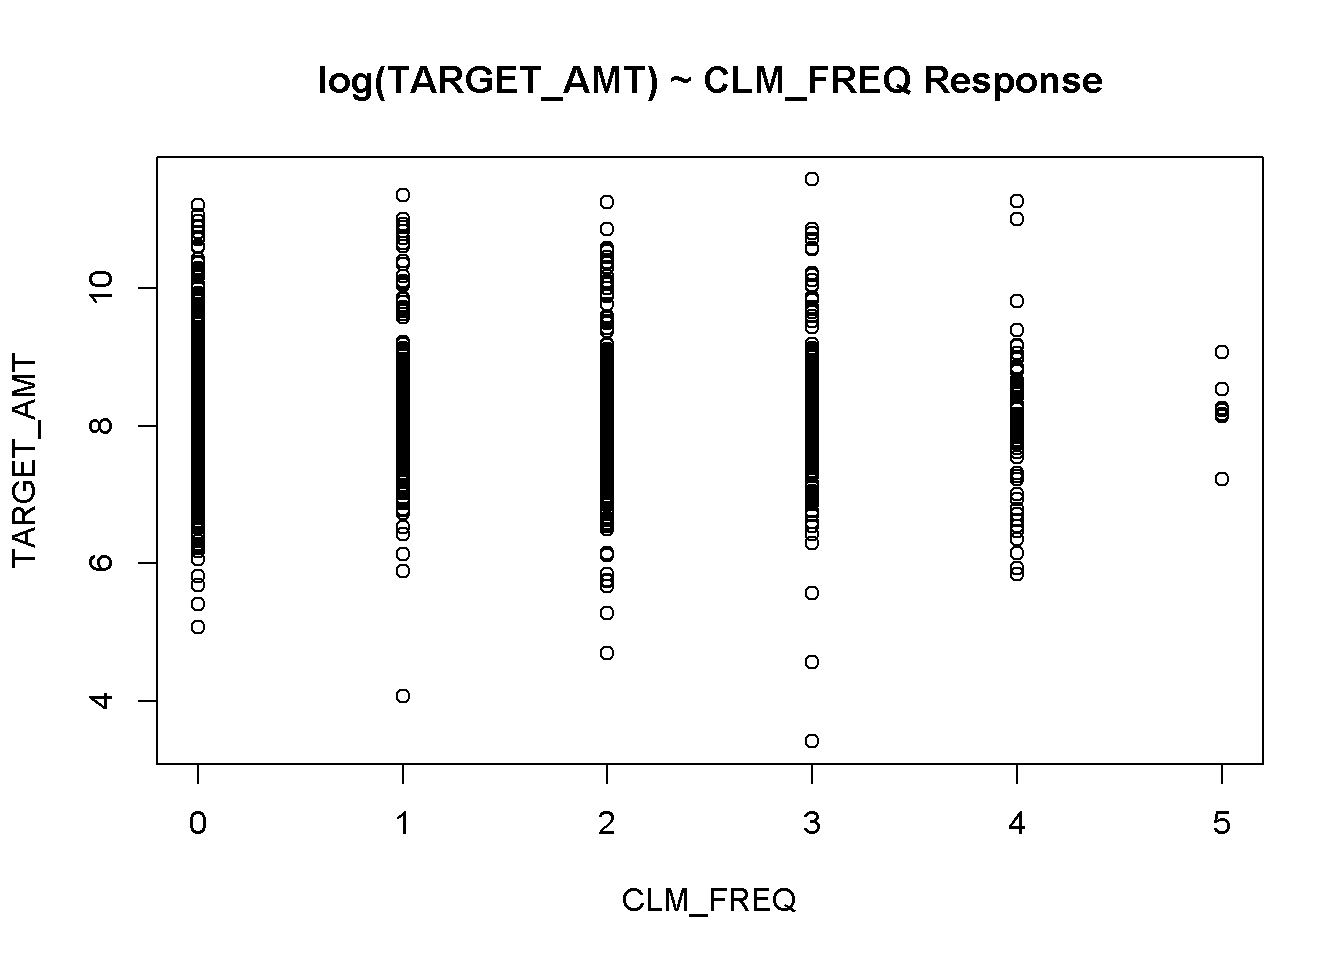 log(TARGET_AMT) ~ CLM_FREQ Response
TARGET_AMT
10
8
6
4
0 1 2 3 4 5
CLM_FREQ